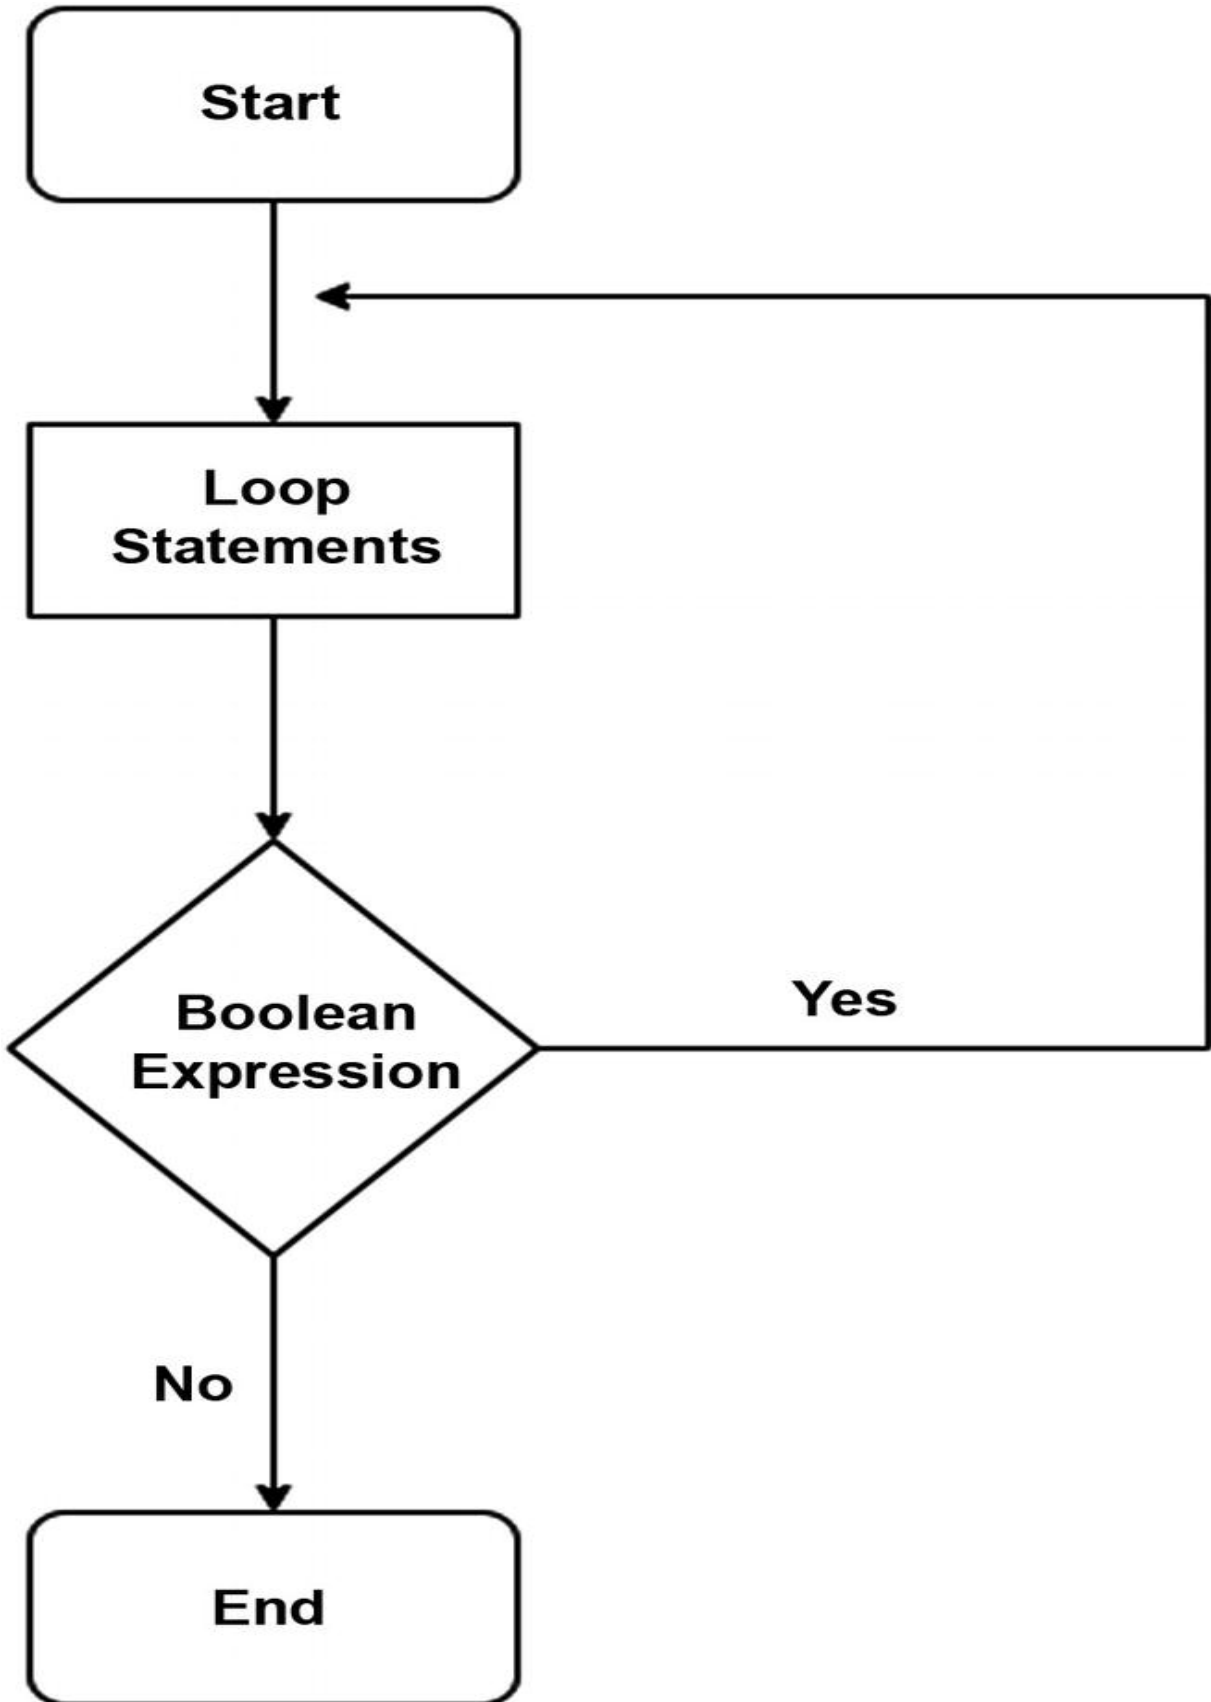 Start
Loop
Statements
Boolean
Expression
Yes
No
End